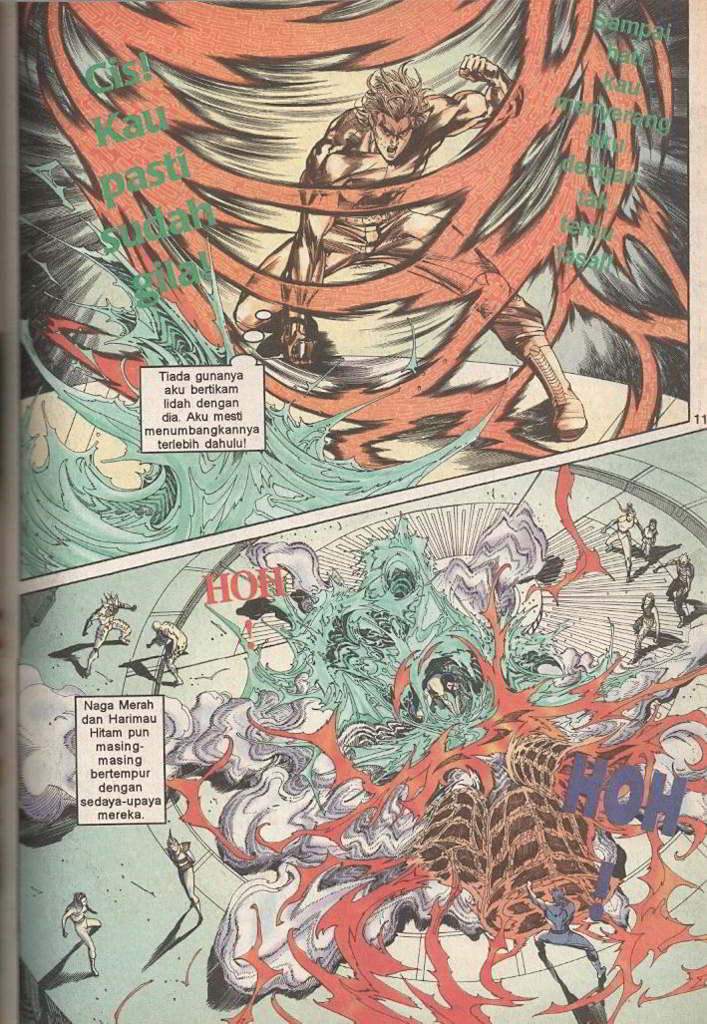 Cis!
Kau
pasti
sudah
gila!
Sampai
hati
kau
menyerang
aku
dengan
tak
tentu
fasal!
Tiada gunanya
aku bertikam
lidah dengan
dia. Aku mesti
menumbangkannya
terlebih dahulu!
11
HOH
!
Naga Merah
dan Harimau
Hitam pun
masing-
masing
bertempur
dengan
sedaya-upaya
mereka.
HOH
!